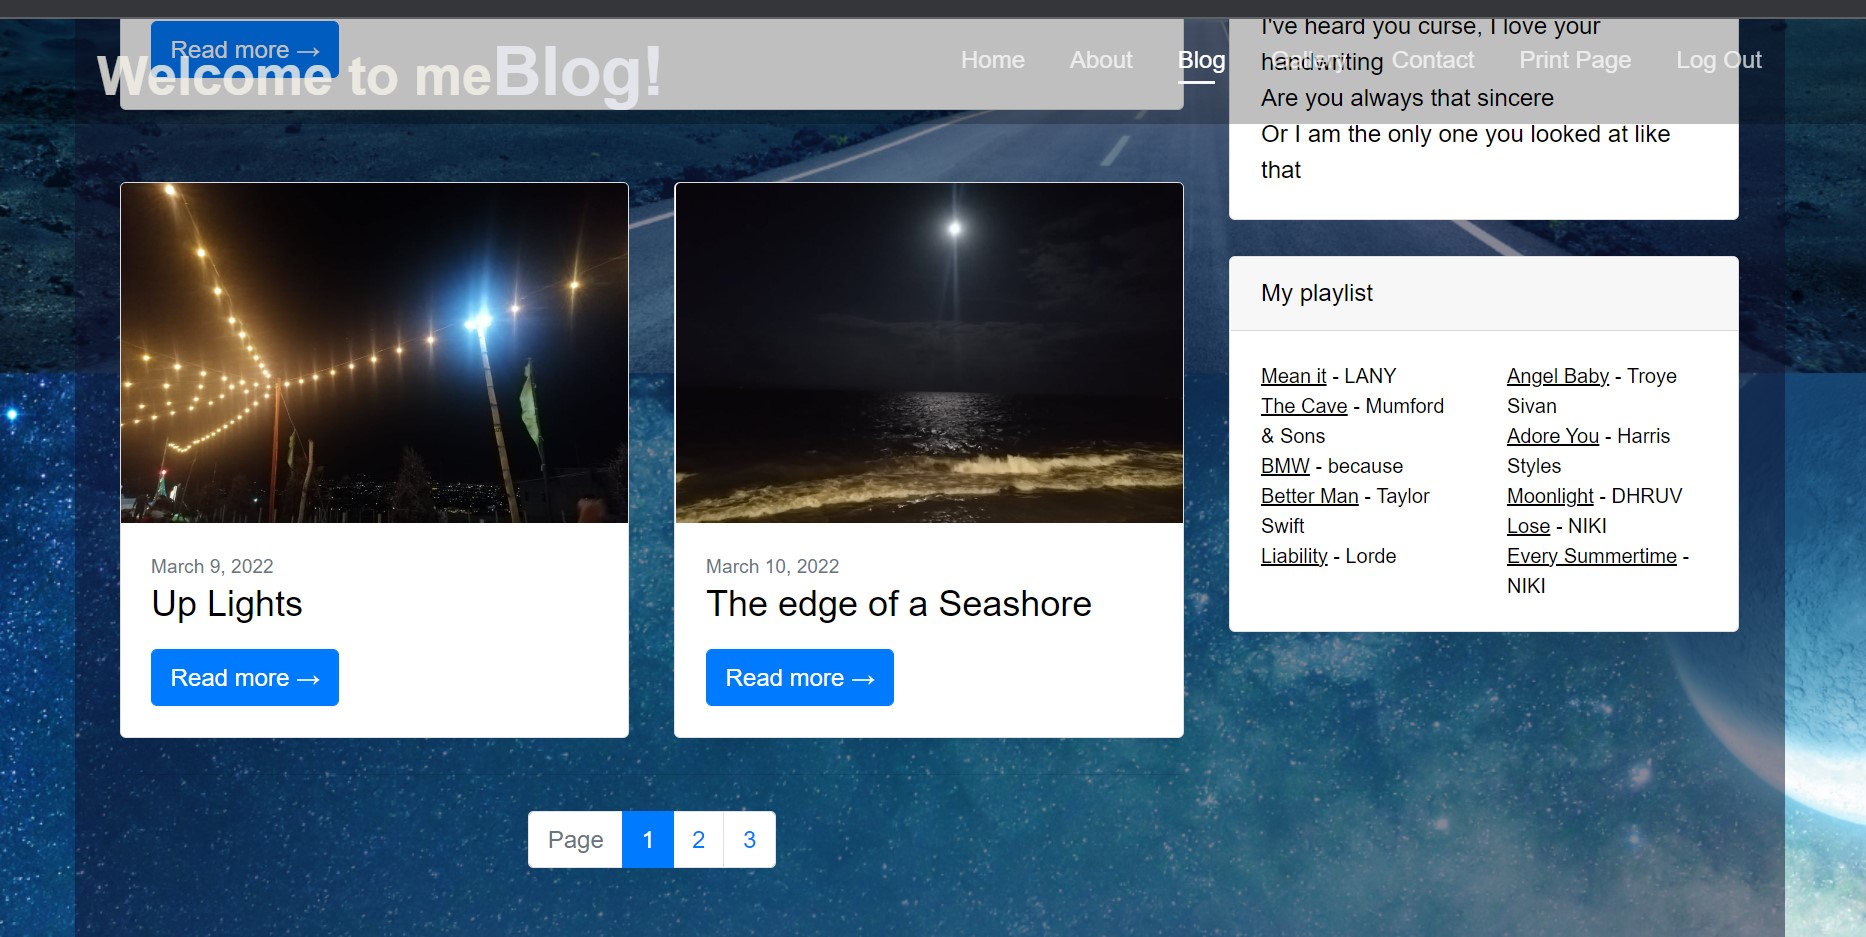 Read more →
Welcome to meBlog!
Home About Blog Gallery Contact Print Page Log Out
I've heard you curse, I love your
handwriting
Are you always that sincere
Or I am the only one you looked at like
that
March 9, 2022
Up Lights
Read more →
March 10, 2022
The edge of a Seashore
Read more →
My playlist
Mean it - LANY
The Cave - Mumford
& Sons
BMW - because
Better Man - Taylor
Swift
Liability - Lorde
Angel Baby - Troye
Sivan
Adore You - Harris
Styles
Moonlight - DHRUV
Lose - NIKI
Every Summertime -
NIKI
Page 1 2 3